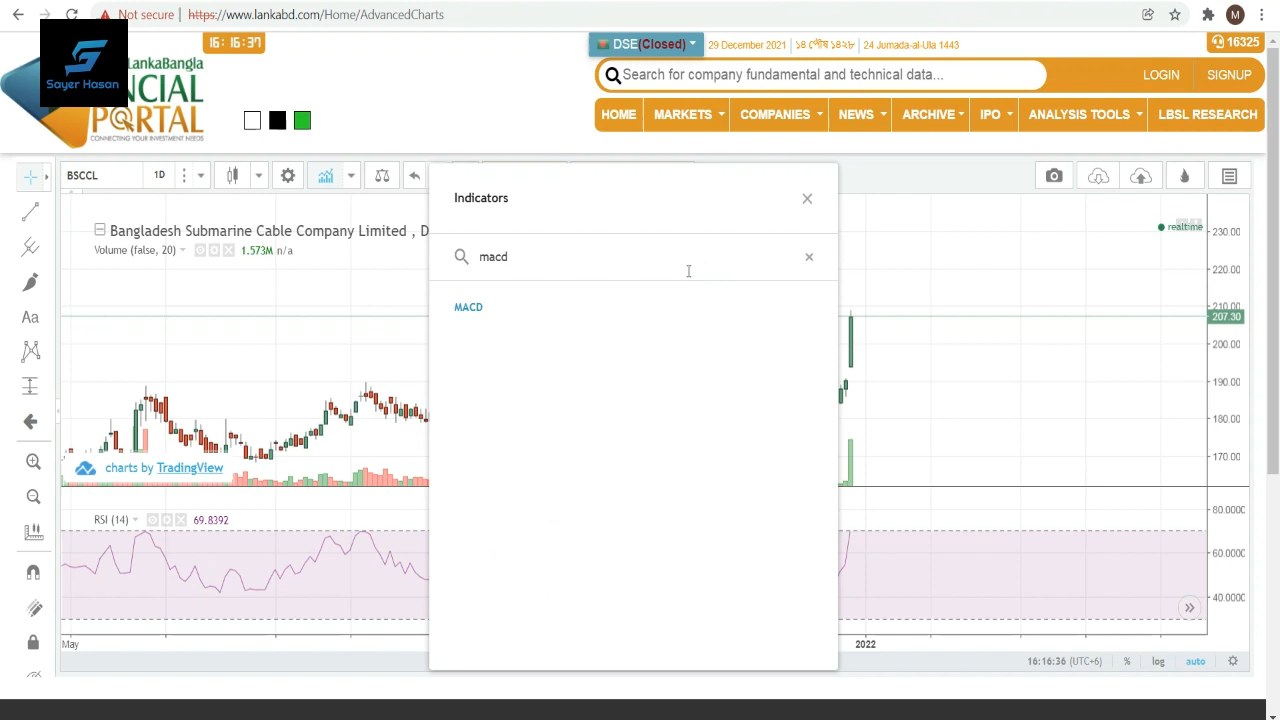 Not secure | https://www.lankabd.com/Home/AdvancedCharts
M
Sayer Hasan
16:16:37
LankaBangla
NCIAL
PORTAL
CONNECTING YOUR INVESTMENT NEEDS
DSE(Closed)
29 December 2021 | ১৪ পৌষ ১৪২৮ | 24 Jumada-al-Ula 1443
16325
Search for company fundamental and technical data...
LOGIN
SIGNUP
HOME
MARKETS
COMPANIES
NEWS
ARCHIVE
IPO
ANALYSIS TOOLS
LBSL RESEARCH
BSCCL
1D
Indicators
macd
MACD
Bangladesh Submarine Cable Company Limited , D
Volume (false, 20)
1.573M n/a
realtime
230.00
220.00
210.00
207.30
200.00
190.00
180.00
170.00
Aa
charts by TradingView
RSI (14)
69.8392
80.0000
60.0000
40.0000
May
2022
16:16:36 (UTC+6)
%
log
auto